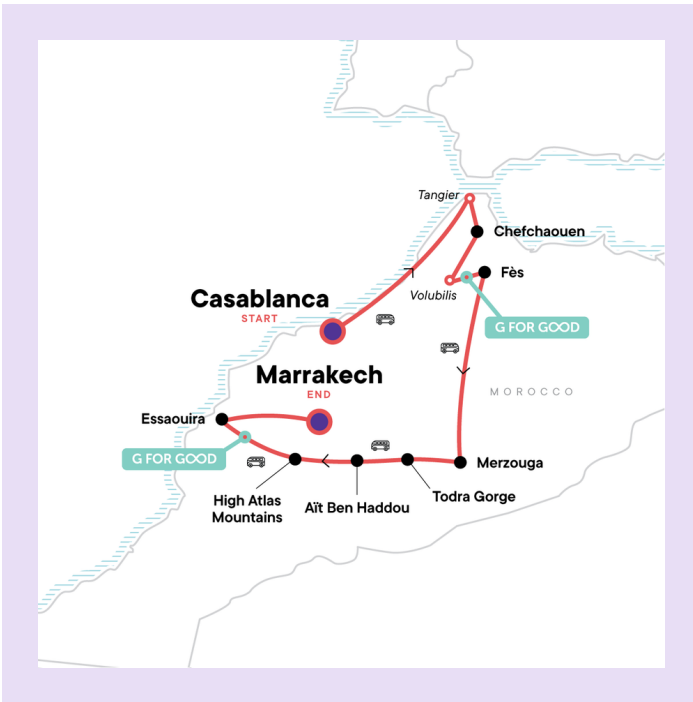 Tangier
Chefchaouen
Fès
Volubilis
Casablanca
START
G FOR GOOD
Marrakech
END
MOROCCO
Essaouira
G FOR GOOD
Merzouga
High Atlas
Mountains
Aït Ben Haddou
Todra Gorge